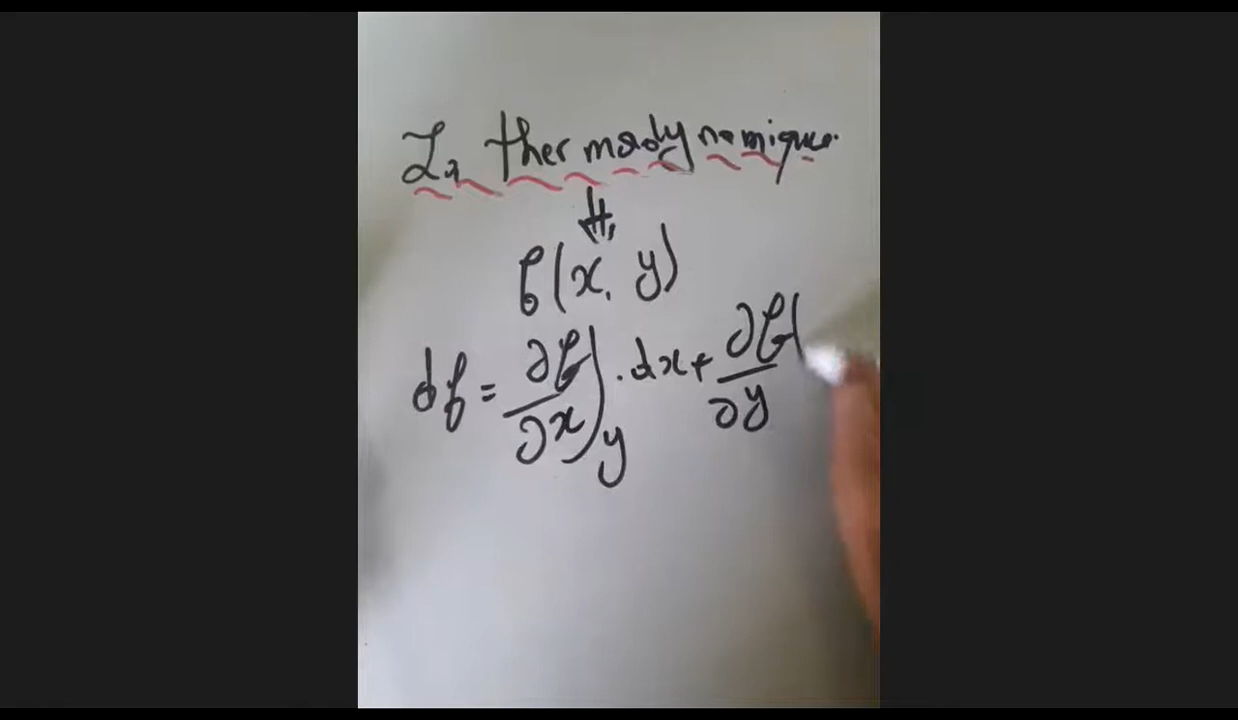 La thermodynamique.
f(x, y)
df = ∂f/∂x)y . dx + ∂f/∂y